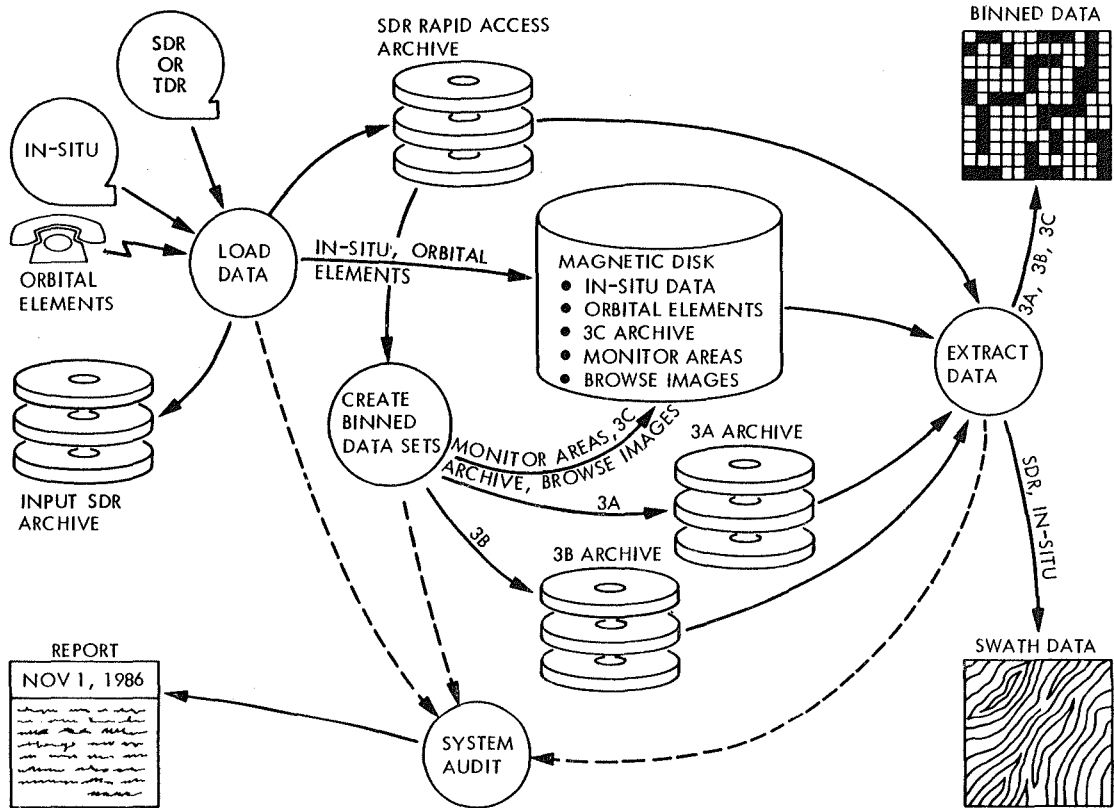 SDR
OR
TDR
IN-SITU
ORBITAL
ELEMENTS
LOAD
DATA
INPUT SDR
ARCHIVE
SDR RAPID ACCESS
ARCHIVE
IN-SITU, ORBITAL
ELEMENTS
MAGNETIC DISK
● IN-SITU DATA
● ORBITAL ELEMENTS
● 3C ARCHIVE
● MONITOR AREAS
● BROWSE IMAGES
CREATE
BINNED
DATA SETS
MONITOR AREAS, 3C
ARCHIVE, BROWSE IMAGES
3A
3B
3A ARCHIVE
3B ARCHIVE
EXTRACT
DATA
3A, 3B, 3C
BINNED DATA
SDR, IN-SITU
SWATH DATA
SYSTEM
AUDIT
REPORT
NOV 1, 1986